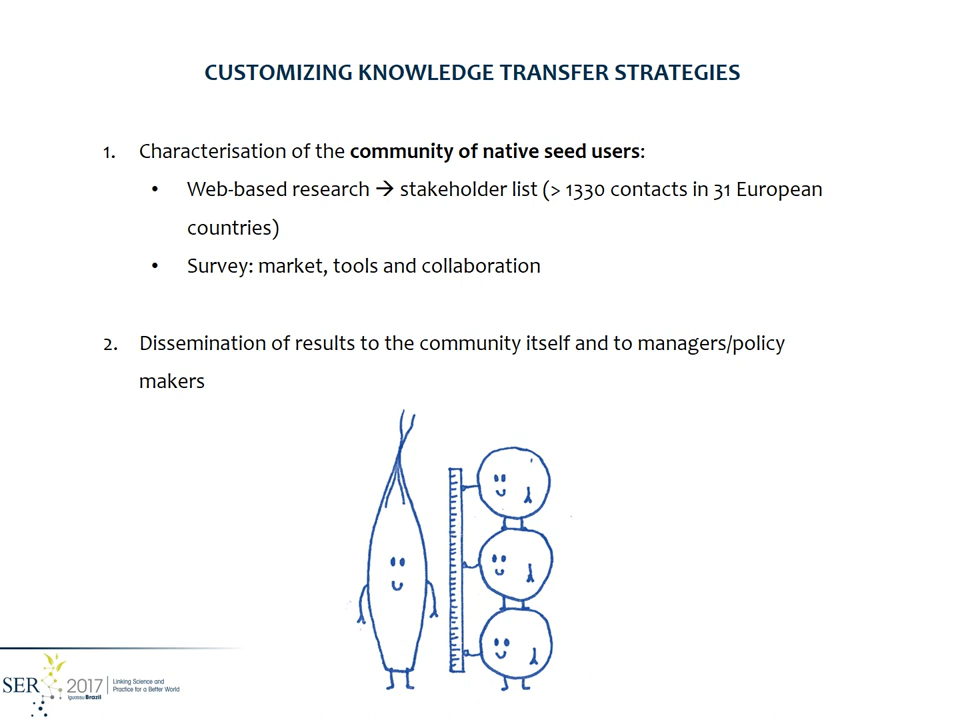 CUSTOMIZING KNOWLEDGE TRANSFER STRATEGIES
1. Characterisation of the community of native seed users:
• Web-based research → stakeholder list (> 1330 contacts in 31 European
countries)
• Survey: market, tools and collaboration
2. Dissemination of results to the community itself and to managers/policy
makers
SER 2017
Iguassu Brazil
Linking Science and
Practice for a Better World